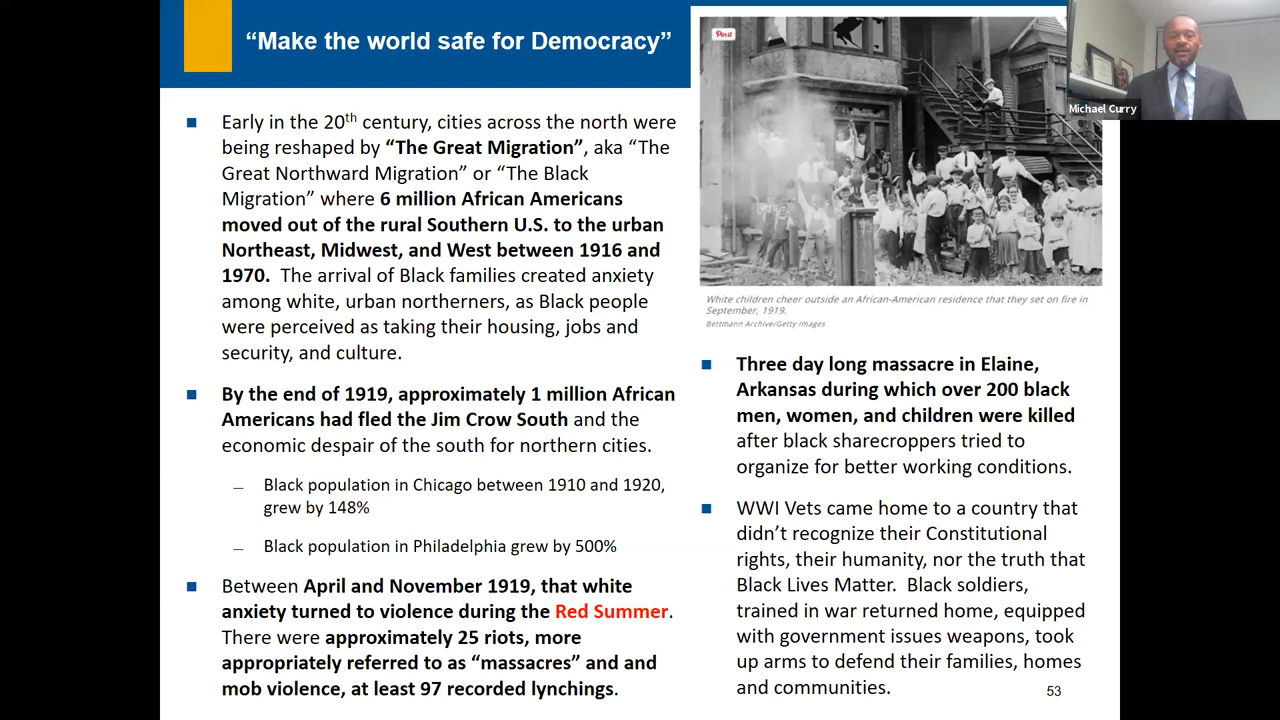 “Make the world safe for Democracy”
Early in the 20th century, cities across the north were
being reshaped by “The Great Migration”, aka “The
Great Northward Migration” or “The Black
Migration” where 6 million African Americans
moved out of the rural Southern U.S. to the urban
Northeast, Midwest, and West between 1916 and
1970. The arrival of Black families created anxiety
among white, urban northerners, as Black people
were perceived as taking their housing, jobs and
security, and culture.
By the end of 1919, approximately 1 million African
Americans had fled the Jim Crow South and the
economic despair of the south for northern cities.
Black population in Chicago between 1910 and 1920,
grew by 148%
Black population in Philadelphia grew by 500%
Between April and November 1919, that white
anxiety turned to violence during the Red Summer.
There were approximately 25 riots, more
appropriately referred to as “massacres” and and
mob violence, at least 97 recorded lynchings.
Pin it
Michael Curry
White children cheer outside an African-American residence that they set on fire in
September, 1919.
Bettmann Archive/Getty Images
Three day long massacre in Elaine,
Arkansas during which over 200 black
men, women, and children were killed
after black sharecroppers tried to
organize for better working conditions.
WWI Vets came home to a country that
didn’t recognize their Constitutional
rights, their humanity, nor the truth that
Black Lives Matter. Black soldiers,
trained in war returned home, equipped
with government issues weapons, took
up arms to defend their families, homes
and communities.
53